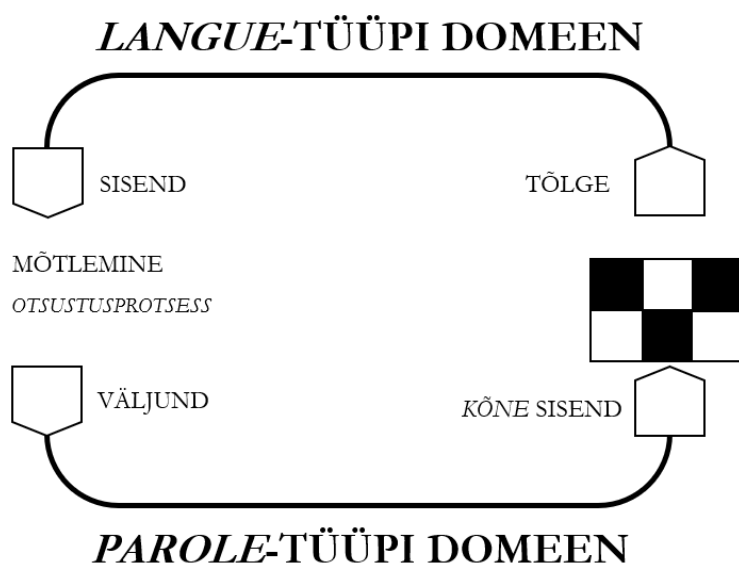 LANGUE-TÜÜPI DOMEEN
SISEND
TÕLGE
MÕTLEMINE
OTSUSTUSPROTSESS
VÄLJUND
KÕNE SISEND
PAROLE-TÜÜPI DOMEEN